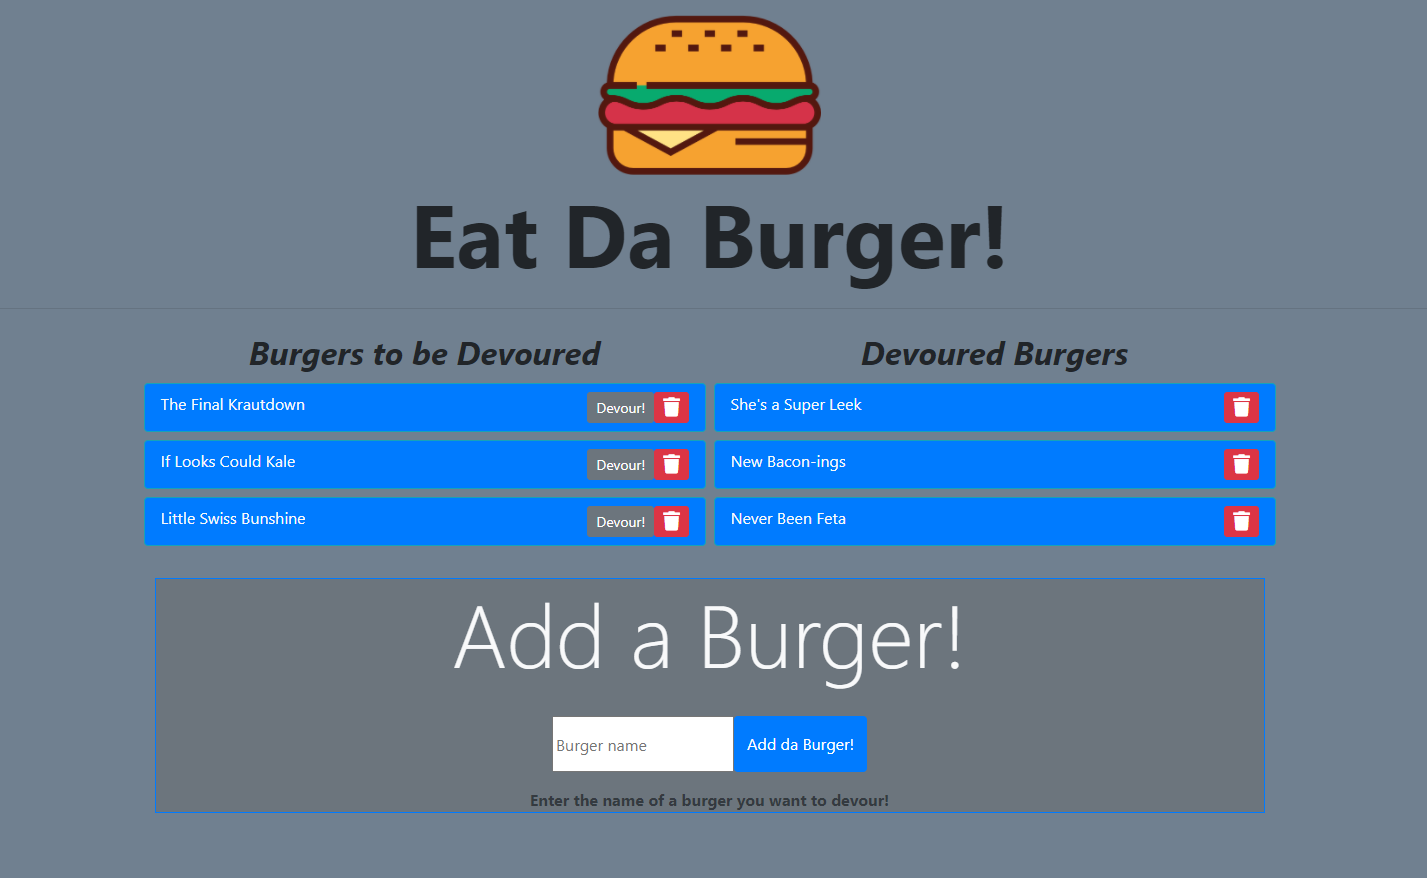 Eat Da Burger!
Burgers to be Devoured
The Final Krautdown Devour!
If Looks Could Kale Devour!
Little Swiss Bunshine Devour!
Devoured Burgers
She's a Super Leek
New Bacon-ings
Never Been Feta
Add a Burger!
Burger name Add da Burger!
Enter the name of a burger you want to devour!